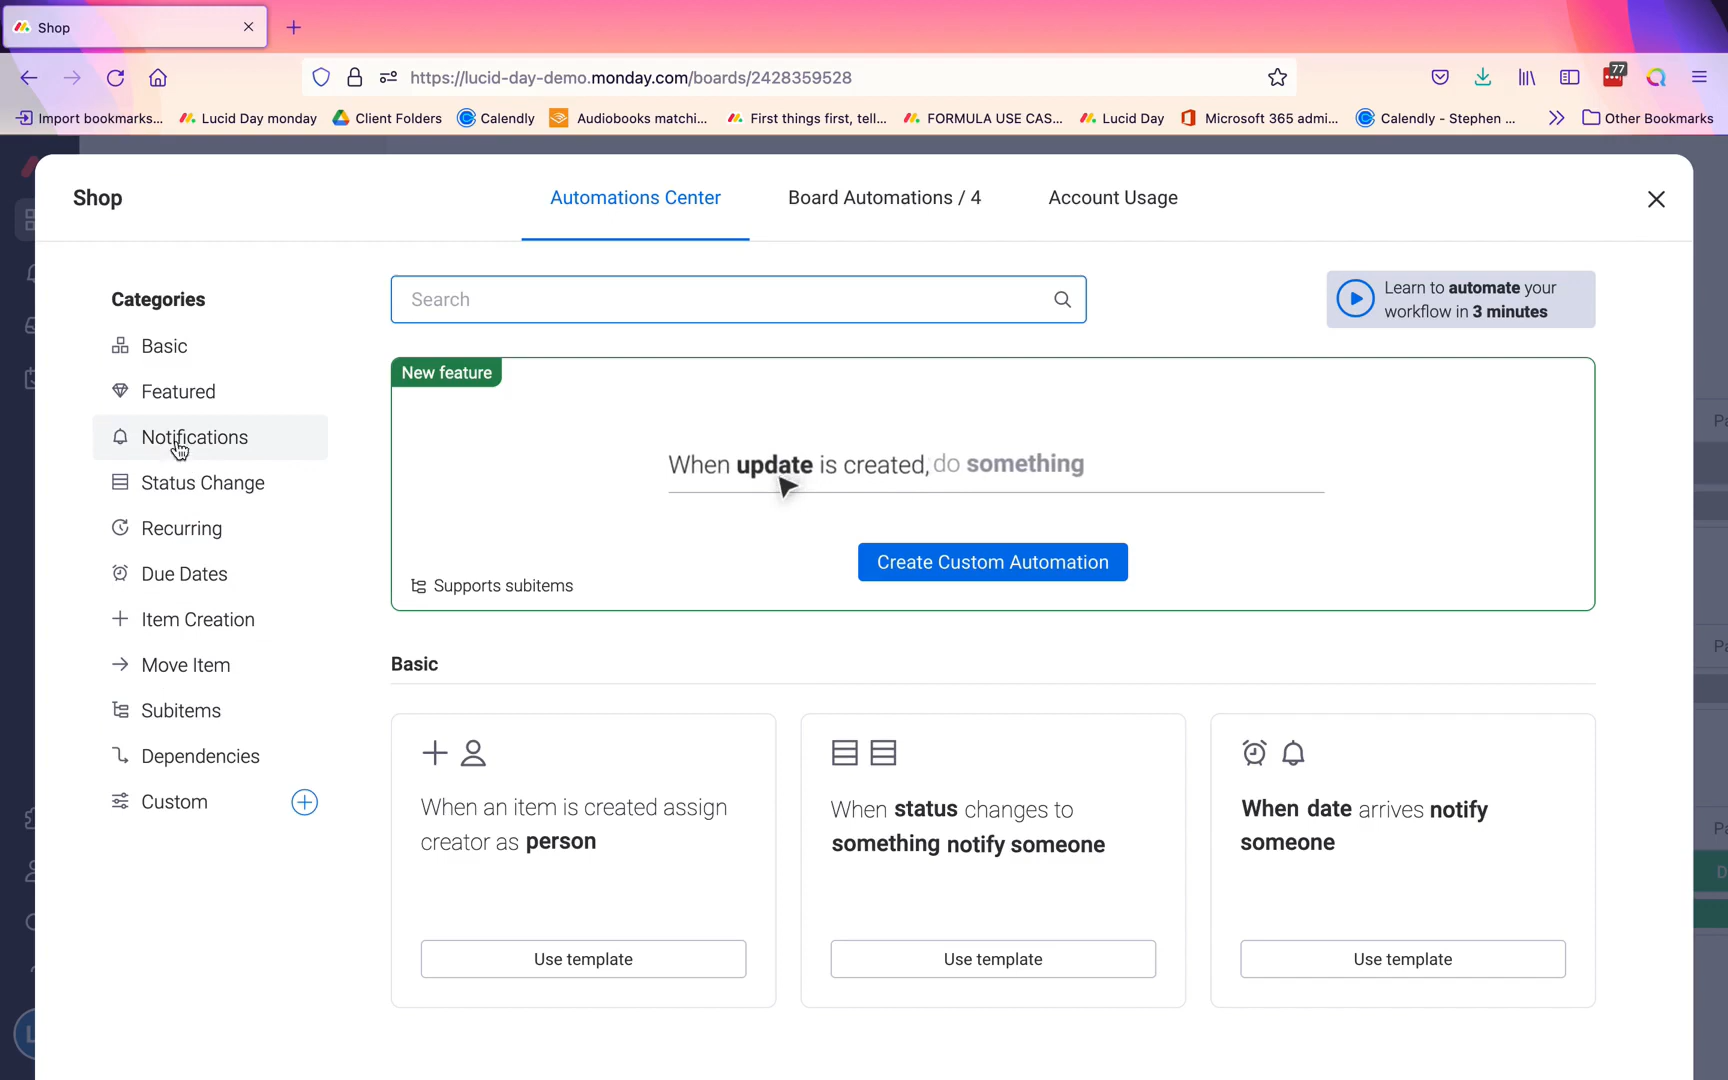 Shop
https://lucid-day-demo.monday.com/boards/2428359528
77
Import bookmarks...
Lucid Day monday
Client Folders
Calendly
Audiobooks matchi...
First things first, tell...
FORMULA USE CAS...
Lucid Day
Microsoft 365 admi...
Calendly - Stephen ...
Other Bookmarks
Shop
Automations Center
Board Automations / 4
Account Usage
Categories
Basic
Featured
Notifications
Status Change
Recurring
Due Dates
Item Creation
Move Item
Subitems
Dependencies
Custom
Search
Learn to automate your
workflow in 3 minutes
New feature
When update is created, do something
Create Custom Automation
Supports subitems
Basic
When an item is created assign
creator as person
Use template
When status changes to
something notify someone
Use template
When date arrives notify
someone
Use template